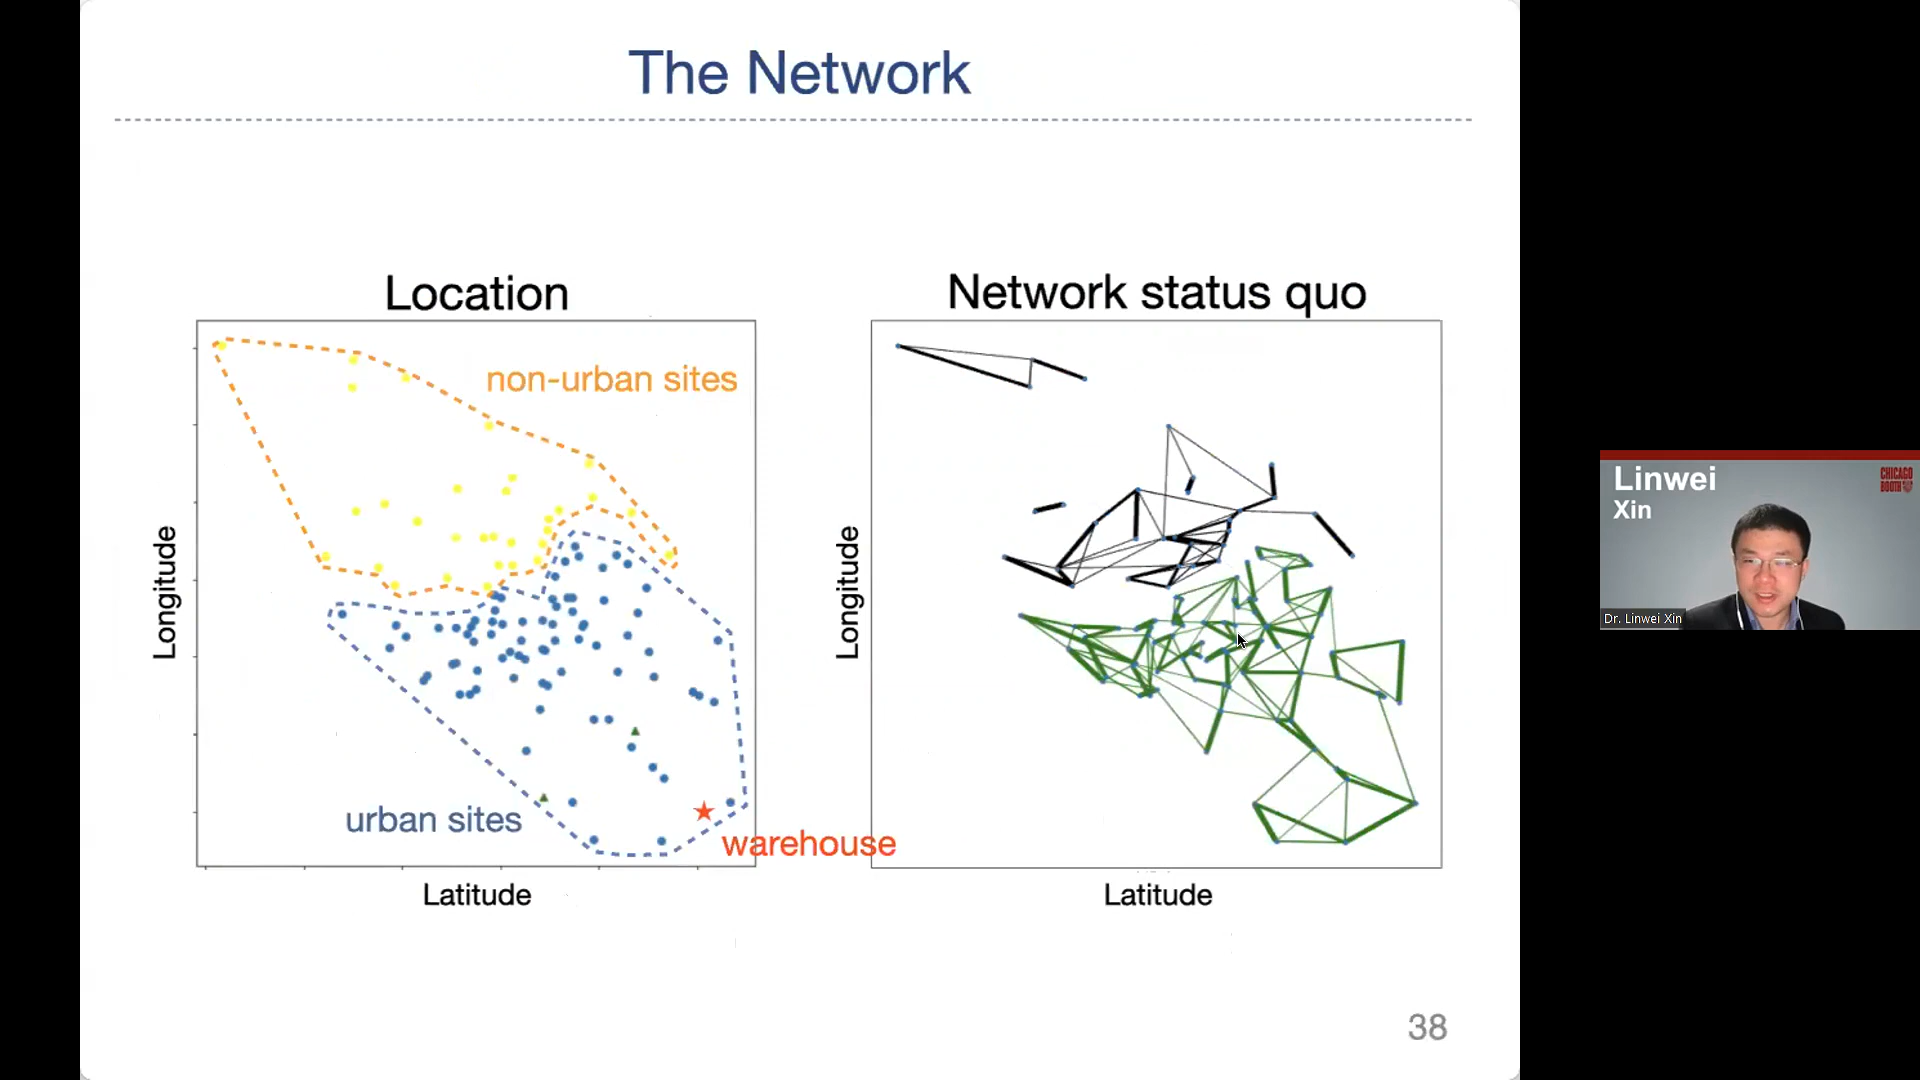 The Network
Location
Network status quo
non-urban sites
Longitude
Longitude
urban sites
warehouse
Latitude
Latitude
38
Linwei
Xin
CHICAGO
BOOTH
Dr. Linwei Xin